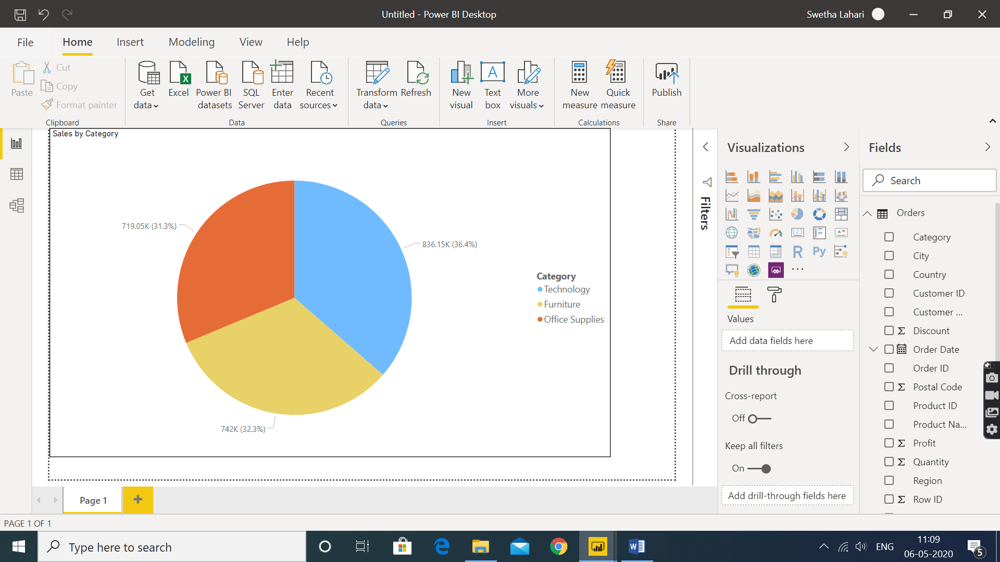 Untitled - Power BI Desktop
Swetha Lahari
File
Home
Insert
Modeling
View
Help
Paste
Cut
Copy
Format painter
Clipboard
Get
data
Excel
Power BI
datasets
SQL
Server
Enter
data
Recent
sources
Data
Transform
data
Refresh
Queries
New
visual
Text
box
More
visuals
Insert
New
measure
Quick
measure
Calculations
Publish
Share
Sales by Category
719.05K (31.3%)
836.15K (36.4%)
742K (32.3%)
Category
Technology
Furniture
Office Supplies
Filters
Visualizations
123
R
Py
...
Values
Add data fields here
Drill through
Cross-report
Off
Keep all filters
On
Add drill-through fields here
Fields
Search
Orders
Category
City
Country
Customer ID
Customer ...
Σ Discount
Order Date
Order ID
Σ Postal Code
Product ID
Product Na...
Σ Profit
Σ Quantity
Region
Σ Row ID
Page 1
+
PAGE 1 OF 1
Type here to search
ENG
11:09
06-05-2020
5